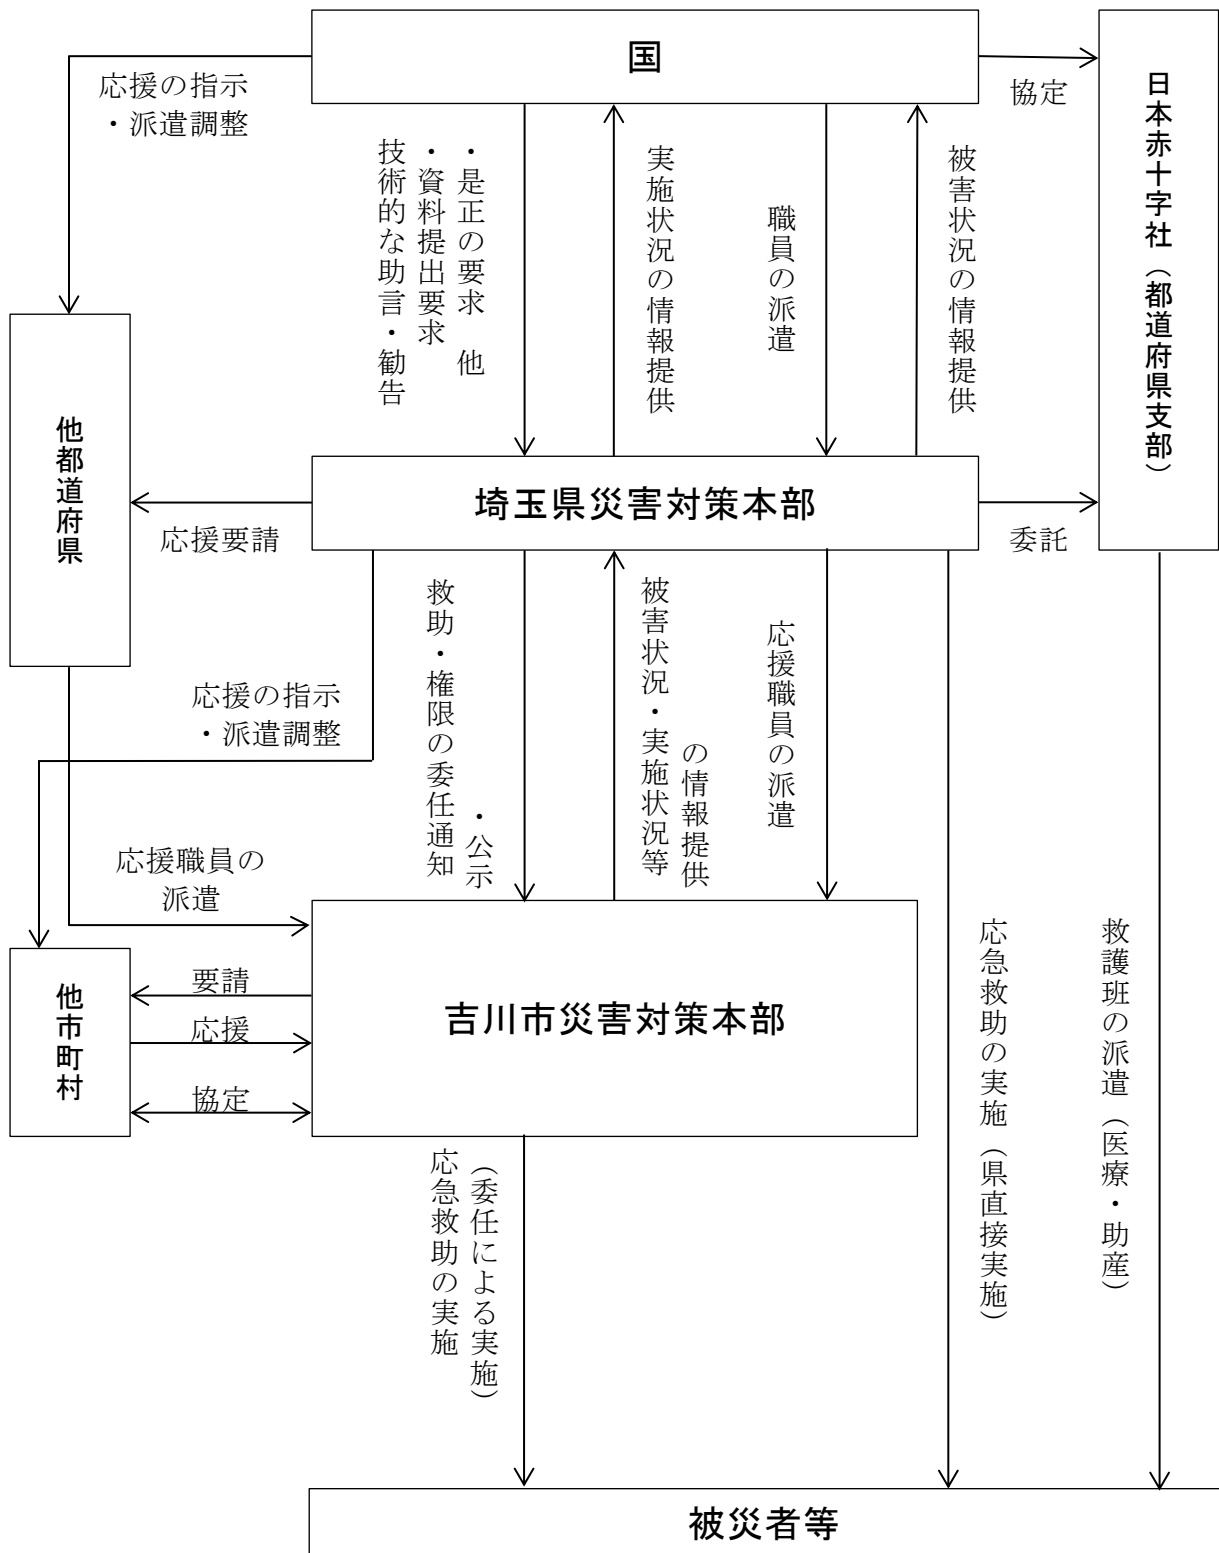 国
日本赤十字社（都道府県支部）
応援の指示
・派遣調整
協定
・是正の要求　他
・資料提出要求
技術的な助言・勧告
実施状況の情報提供
職員の派遣
被害状況の情報提供
他都道府県
埼玉県災害対策本部
応援要請
委託
応援の指示
・派遣調整
・公示
救助・権限の委任通知
被害状況・実施状況等
の情報提供
応援職員の派遣
応援職員の
派遣
他市町村
要請
応援
協定
吉川市災害対策本部
応急救助の実施（県直接実施）
救護班の派遣（医療・助産）
（委任による実施）
応急救助の実施
被災者等